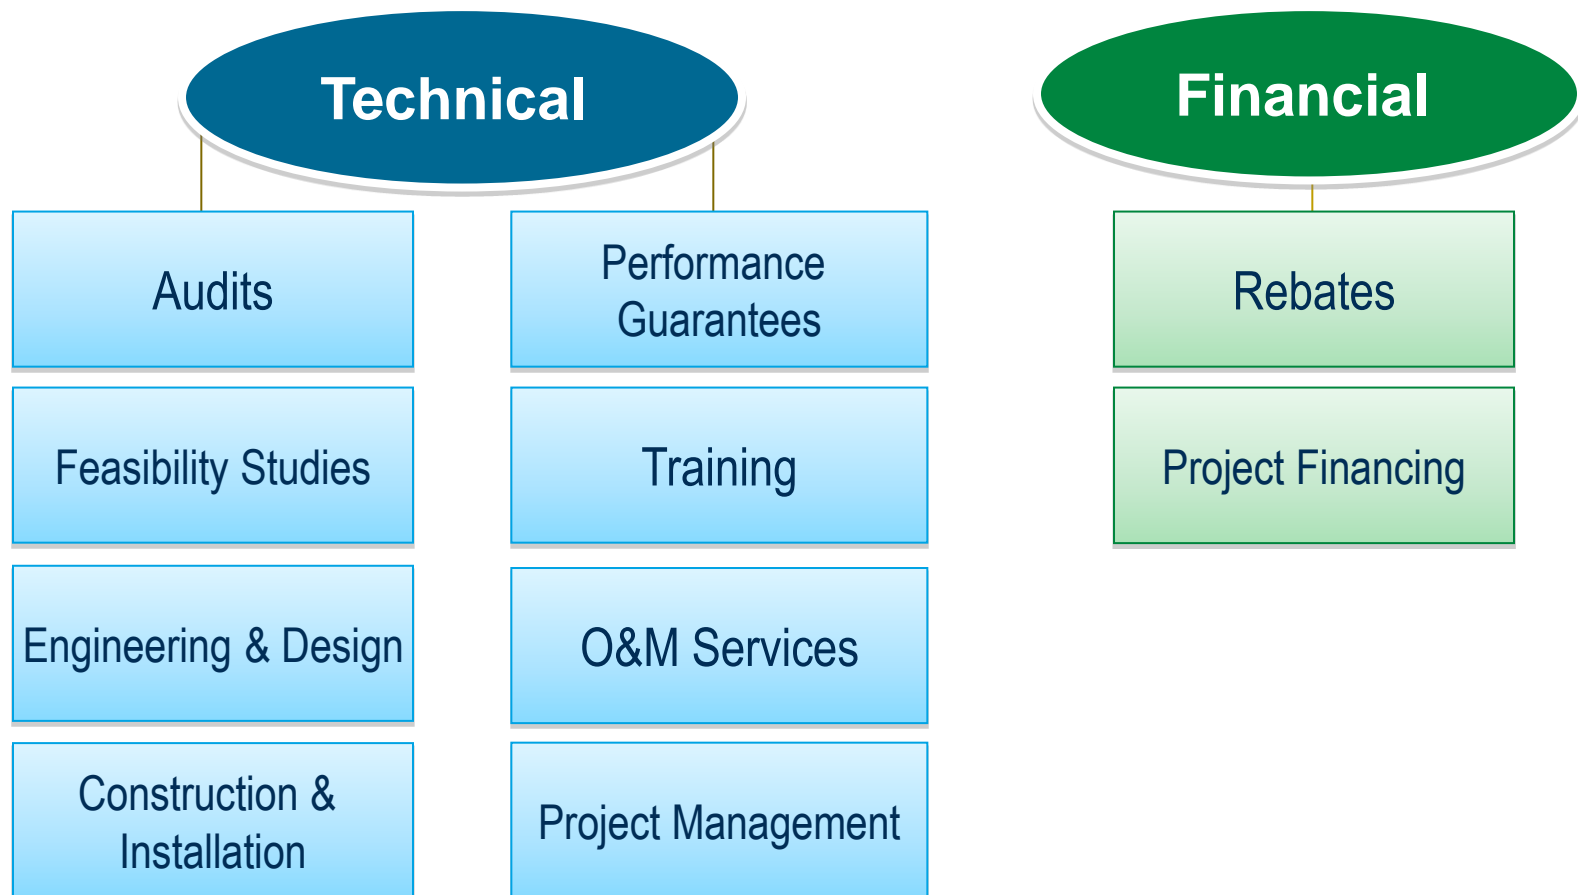 Technical
Financial
Audits
Performance
Guarantees
Rebates
Feasibility Studies
Training
Project Financing
Engineering & Design
O&M Services
Construction &
Installation
Project Management